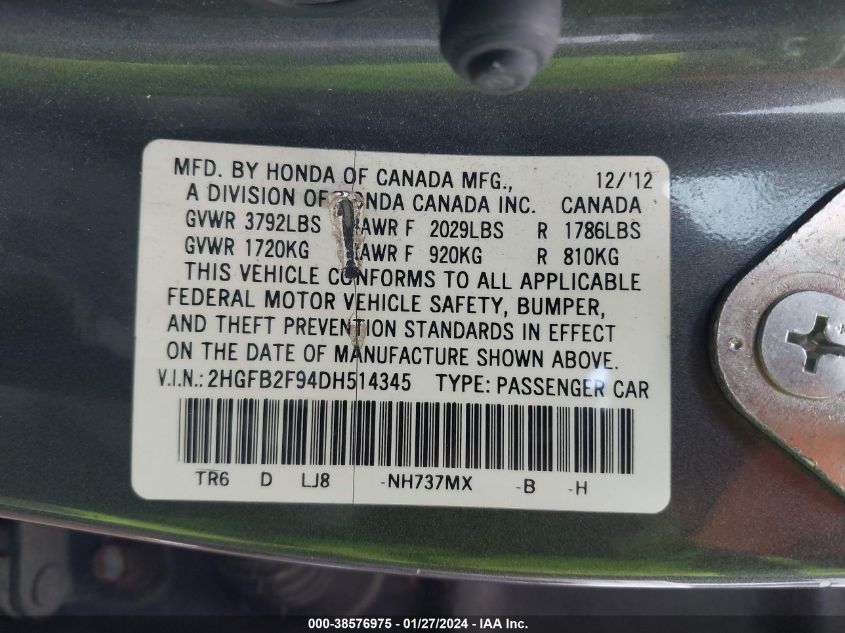 MFD. BY HONDA OF CANADA MFG., 12/'12
A DIVISION OF HONDA CANADA INC. CANADA
GVWR 3792LBS GAWR F 2029LBS R 1786LBS
GVWR 1720KG GAWR F 920KG R 810KG
THIS VEHICLE CONFORMS TO ALL APPLICABLE
FEDERAL MOTOR VEHICLE SAFETY, BUMPER,
AND THEFT PREVENTION STANDARDS IN EFFECT
ON THE DATE OF MANUFACTURE SHOWN ABOVE.
V.I.N.: 2HGFB2F94DH514345 TYPE: PASSENGER CAR
TR6 D LJ8 -NH737MX -B -H
000-38576975 - 01/27/2024 - IAA Inc.